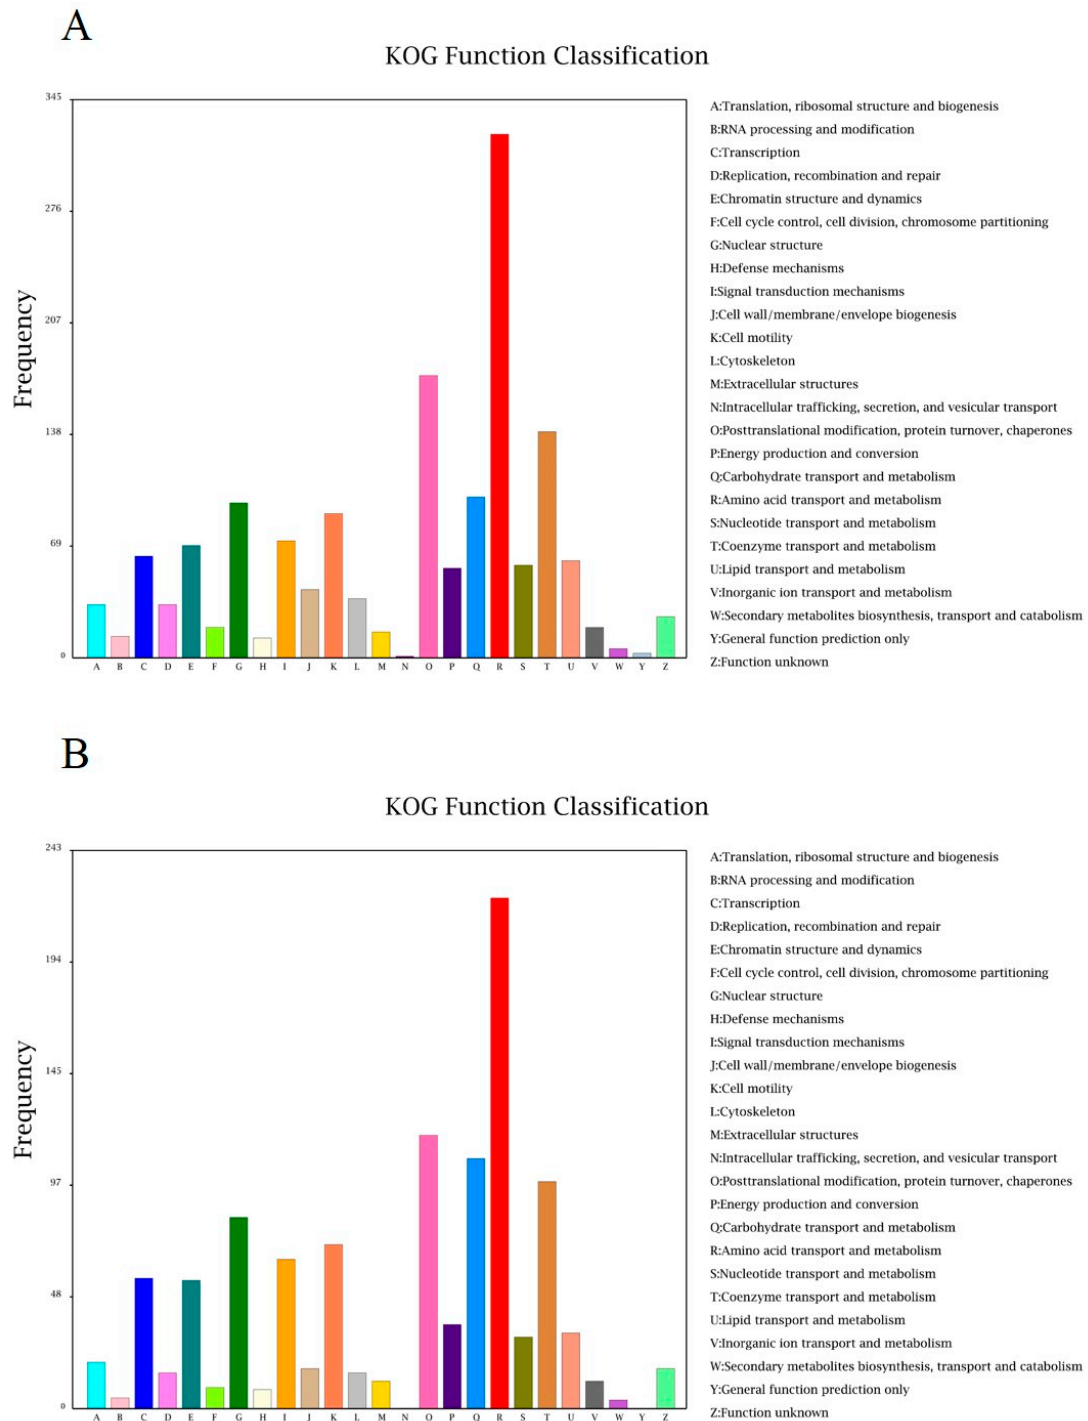 A
KOG Function Classification
345
276
207
138
69
0
Frequency
A B C D E F G H I J K L M N O P Q R S T U V W Y Z
A:Translation, ribosomal structure and biogenesis
B:RNA processing and modification
C:Transcription
D:Replication, recombination and repair
E:Chromatin structure and dynamics
F:Cell cycle control, cell division, chromosome partitioning
G:Nuclear structure
H:Defense mechanisms
I:Signal transduction mechanisms
J:Cell wall/membrane/envelope biogenesis
K:Cell motility
L:Cytoskeleton
M:Extracellular structures
N:Intracellular trafficking, secretion, and vesicular transport
O:Posttranslational modification, protein turnover, chaperones
P:Energy production and conversion
Q:Carbohydrate transport and metabolism
R:Amino acid transport and metabolism
S:Nucleotide transport and metabolism
T:Coenzyme transport and metabolism
U:Lipid transport and metabolism
V:Inorganic ion transport and metabolism
W:Secondary metabolites biosynthesis, transport and catabolism
Y:General function prediction only
Z:Function unknown
B
KOG Function Classification
243
194
145
97
48
0
Frequency
A B C D E F G H I J K L M N O P Q R S T U V W Y Z
A:Translation, ribosomal structure and biogenesis
B:RNA processing and modification
C:Transcription
D:Replication, recombination and repair
E:Chromatin structure and dynamics
F:Cell cycle control, cell division, chromosome partitioning
G:Nuclear structure
H:Defense mechanisms
I:Signal transduction mechanisms
J:Cell wall/membrane/envelope biogenesis
K:Cell motility
L:Cytoskeleton
M:Extracellular structures
N:Intracellular trafficking, secretion, and vesicular transport
O:Posttranslational modification, protein turnover, chaperones
P:Energy production and conversion
Q:Carbohydrate transport and metabolism
R:Amino acid transport and metabolism
S:Nucleotide transport and metabolism
T:Coenzyme transport and metabolism
U:Lipid transport and metabolism
V:Inorganic ion transport and metabolism
W:Secondary metabolites biosynthesis, transport and catabolism
Y:General function prediction only
Z:Function unknown